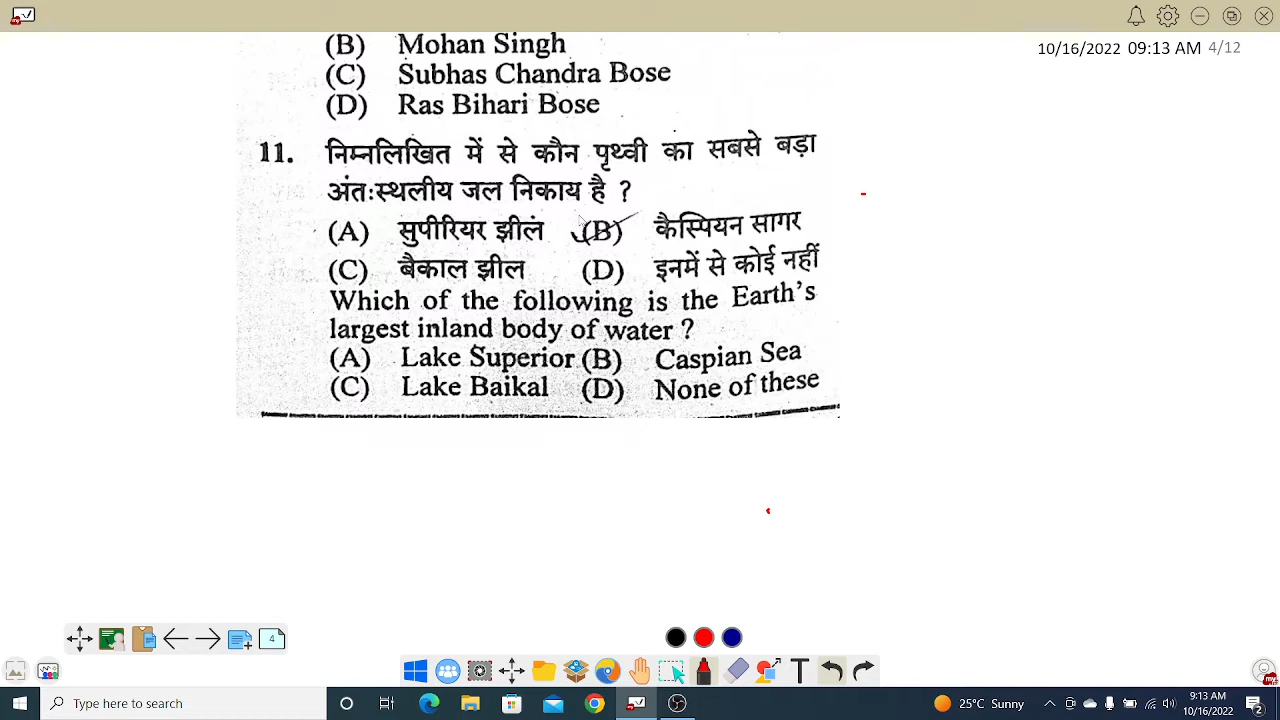 10/16/2022 09:13 AM 4/12
(B) Mohan Singh
(C) Subhas Chandra Bose
(D) Ras Bihari Bose
11. निम्नलिखित में से कौन पृथ्वी का सबसे बड़ा
अंतःस्थलीय जल निकाय है ?
(A) सुपीरियर झील (B) कैस्पियन सागर
(C) बैकाल झील (D) इनमें से कोई नहीं
Which of the following is the Earth's
largest inland body of water ?
(A) Lake Superior (B) Caspian Sea
(C) Lake Baikal (D) None of these
4
Type here to search
25°C Sunny
9:13 AM
10/16/2022
2